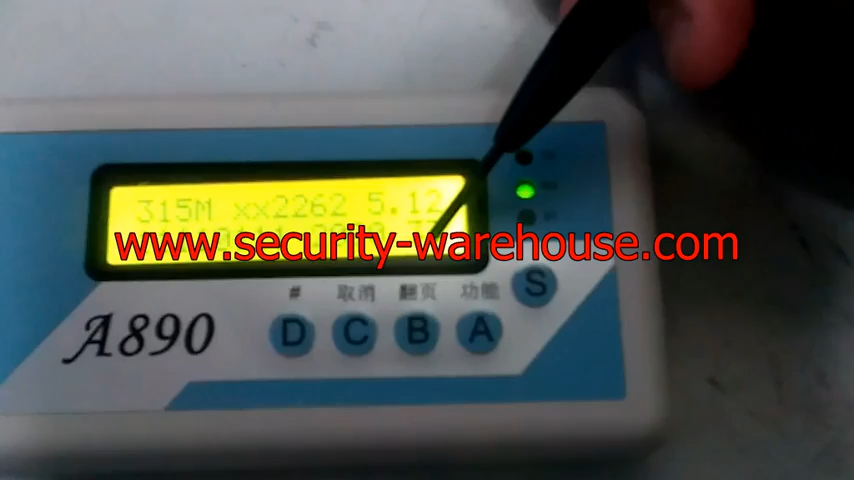 315M xx2262 5.12
www.security-warehouse.com
# 取消 翻页 功能 S
A890 D C B A